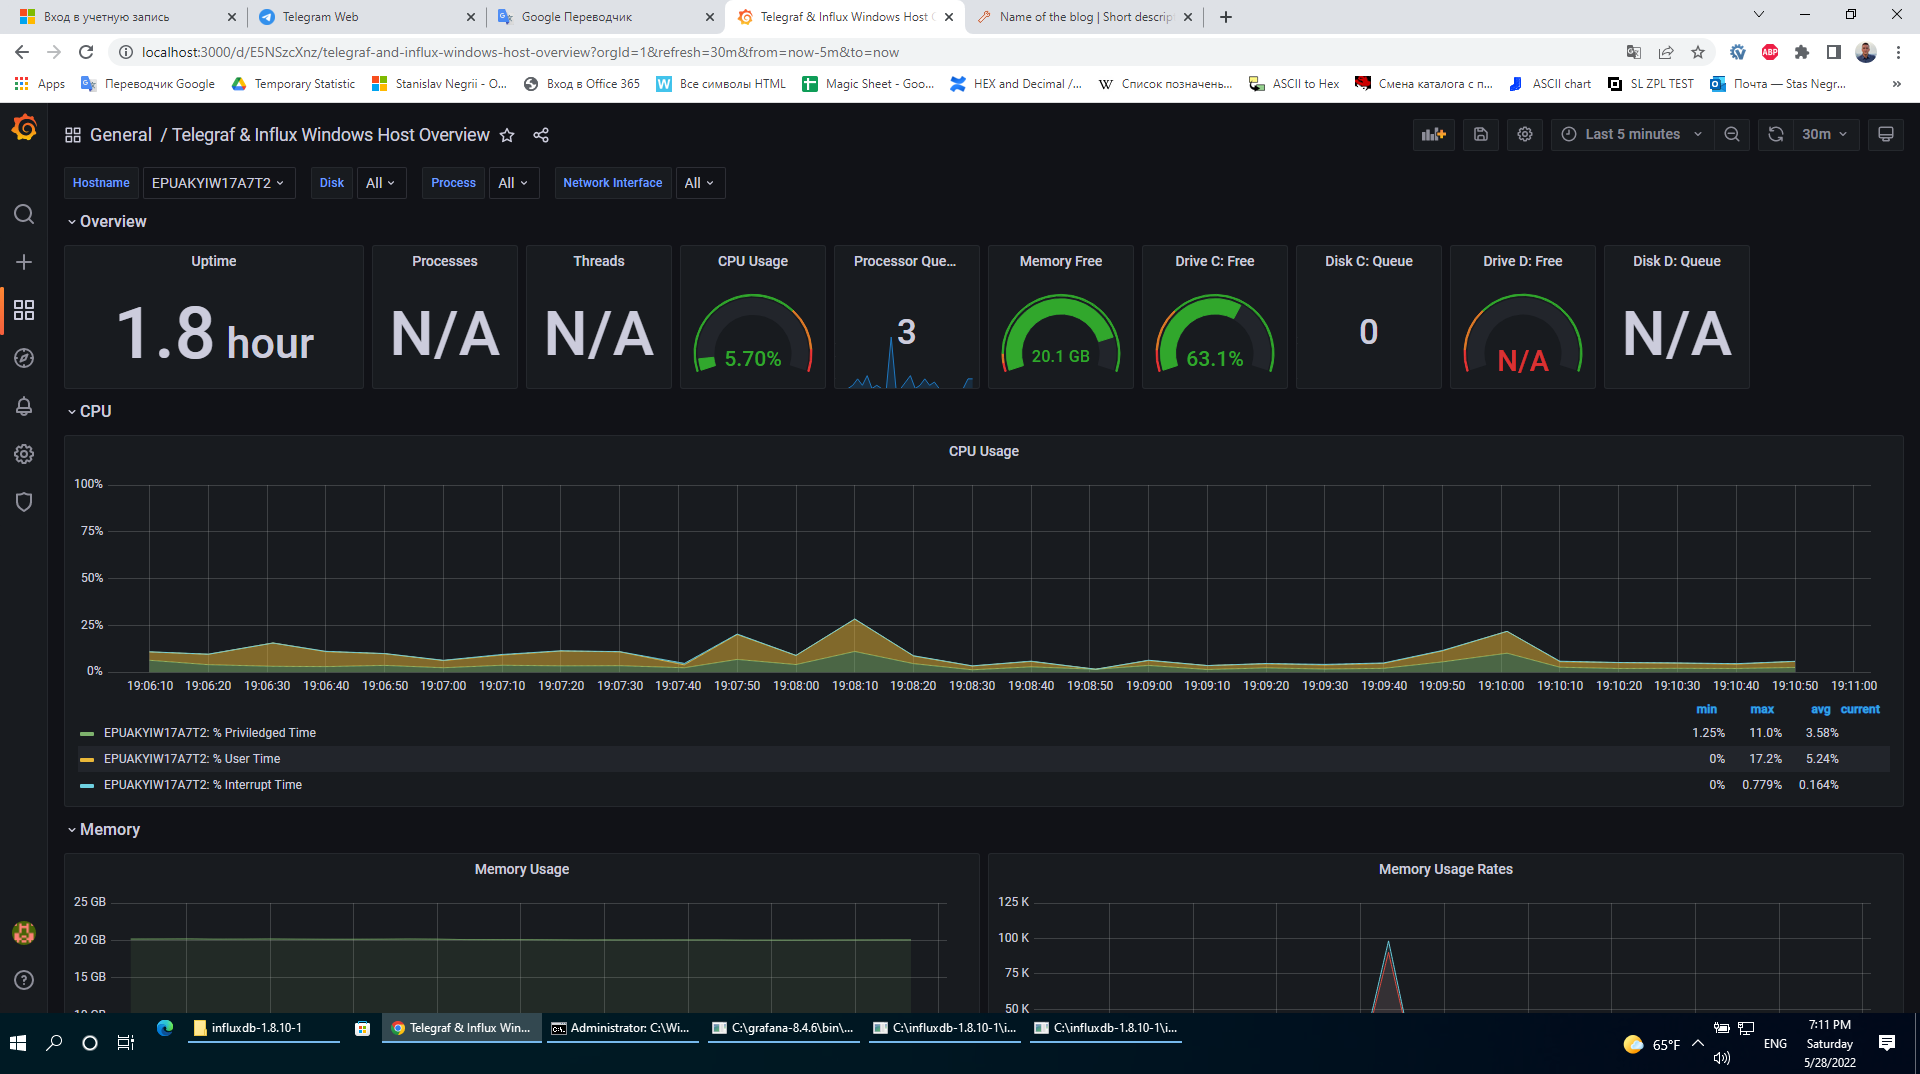 Вход в учетную запись
Telegram Web
Google Переводчик
Telegraf & Influx Windows Host
Name of the blog | Short descrip
localhost:3000/d/E5NSzcXnz/telegraf-and-influx-windows-host-overview?orgId=1&refresh=30m&from=now-5m&to=now
Apps
Переводчик Google
Temporary Statistic
Stanislav Negrii - O...
Вход в Office 365
Все символы HTML
Magic Sheet - Goo...
HEX and Decimal /...
Список позначень...
ASCII to Hex
Смена каталога с п...
ASCII chart
SL ZPL TEST
Почта — Stas Negr...
General / Telegraf & Influx Windows Host Overview
Last 5 minutes
30m
Hostname EPUAKYIW17A7T2 Disk All Process All Network Interface All
Overview
Uptime
1.8 hour
Processes
N/A
Threads
N/A
CPU Usage
5.70%
Processor Que...
3
Memory Free
20.1 GB
Drive C: Free
63.1%
Disk C: Queue
0
Drive D: Free
N/A
Disk D: Queue
N/A
CPU
CPU Usage
100%
75%
50%
25%
0%
19:06:10 19:06:20 19:06:30 19:06:40 19:06:50 19:07:00 19:07:10 19:07:20 19:07:30 19:07:40 19:07:50 19:08:00 19:08:10 19:08:20 19:08:30 19:08:40 19:08:50 19:09:00 19:09:10 19:09:20 19:09:30 19:09:40 19:09:50 19:10:00 19:10:10 19:10:20 19:10:30 19:10:40 19:10:50 19:11:00
min max avg current
EPUAKYIW17A7T2: % Priviledged Time 1.25% 11.0% 3.58%
EPUAKYIW17A7T2: % User Time 0% 17.2% 5.24%
EPUAKYIW17A7T2: % Interrupt Time 0% 0.779% 0.164%
Memory
Memory Usage
25 GB
20 GB
15 GB
Memory Usage Rates
125 K
100 K
75 K
50 K
influxdb-1.8.10-1
Telegraf & Influx Win...
Administrator: C:\Wi...
C:\grafana-8.4.6\bin\...
C:\influxdb-1.8.10-1\i...
C:\influxdb-1.8.10-1\i...
65°F
ENG
7:11 PM
Saturday
5/28/2022